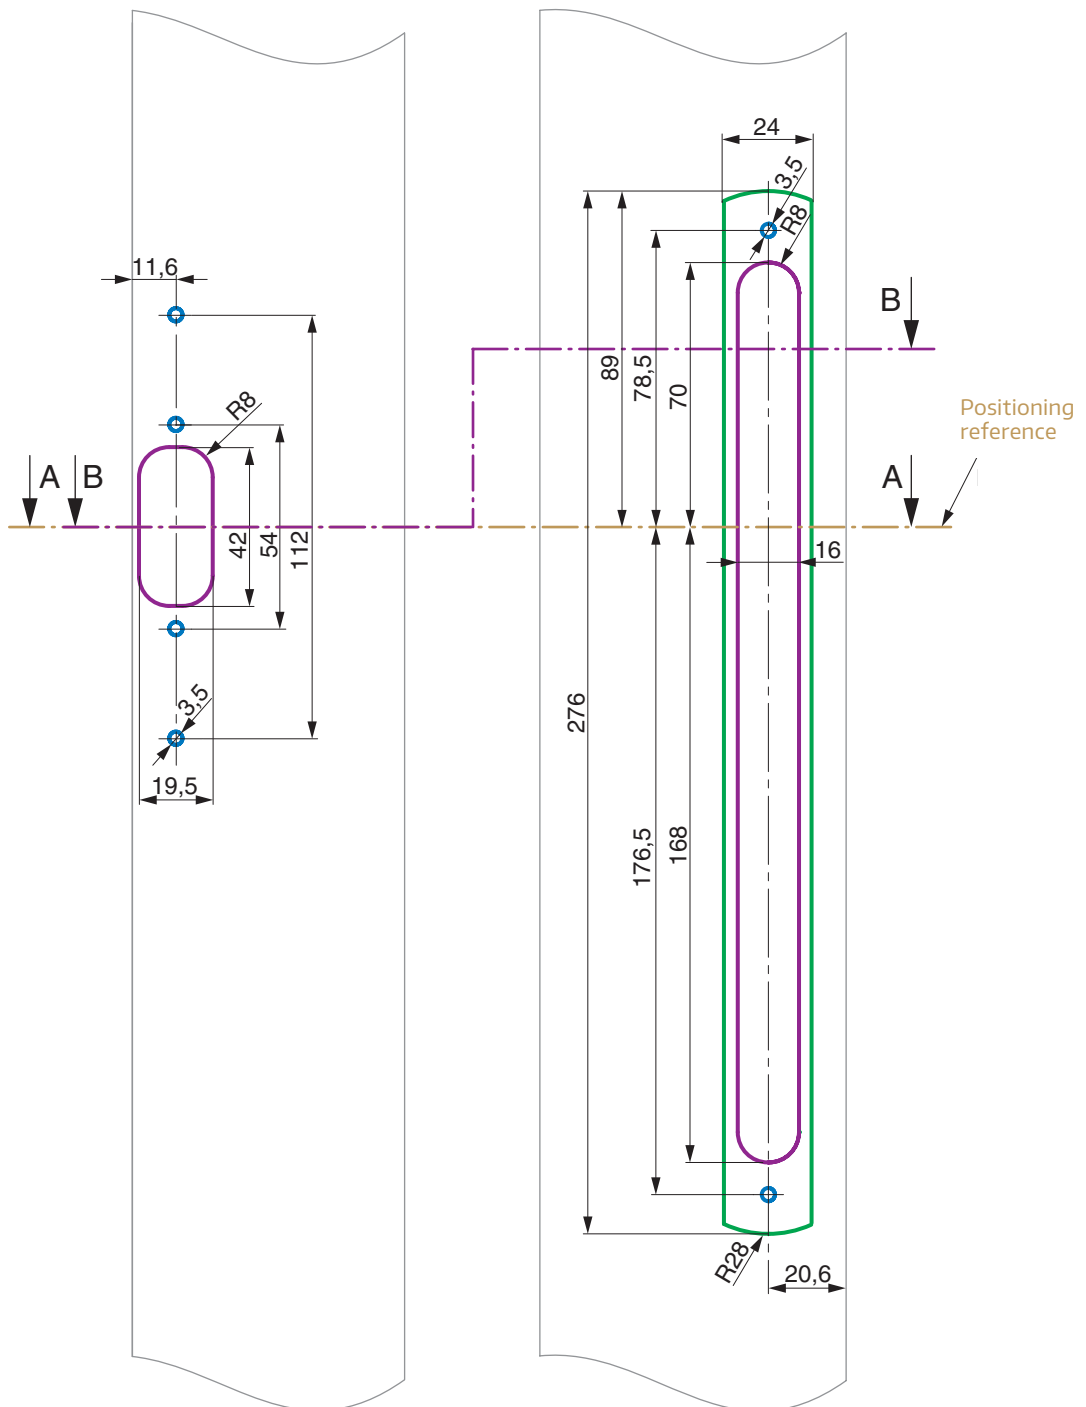 24
3,5
R8
11,6
B
89
78,5
70
R8
Positioning
reference
A
B
A
42
54
112
16
3,5
276
19,5
176,5
168
R28
20,6